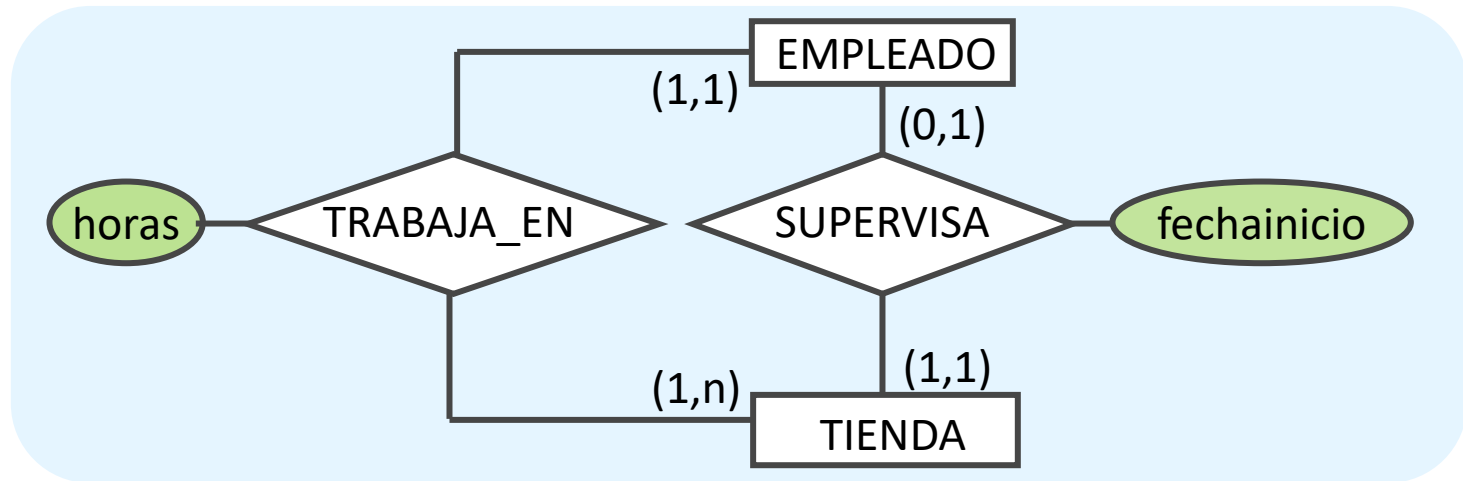 EMPLEADO
(1,1)
(0,1)
horas
TRABAJA_EN
SUPERVISA
fechainicio
(1,n)
(1,1)
TIENDA